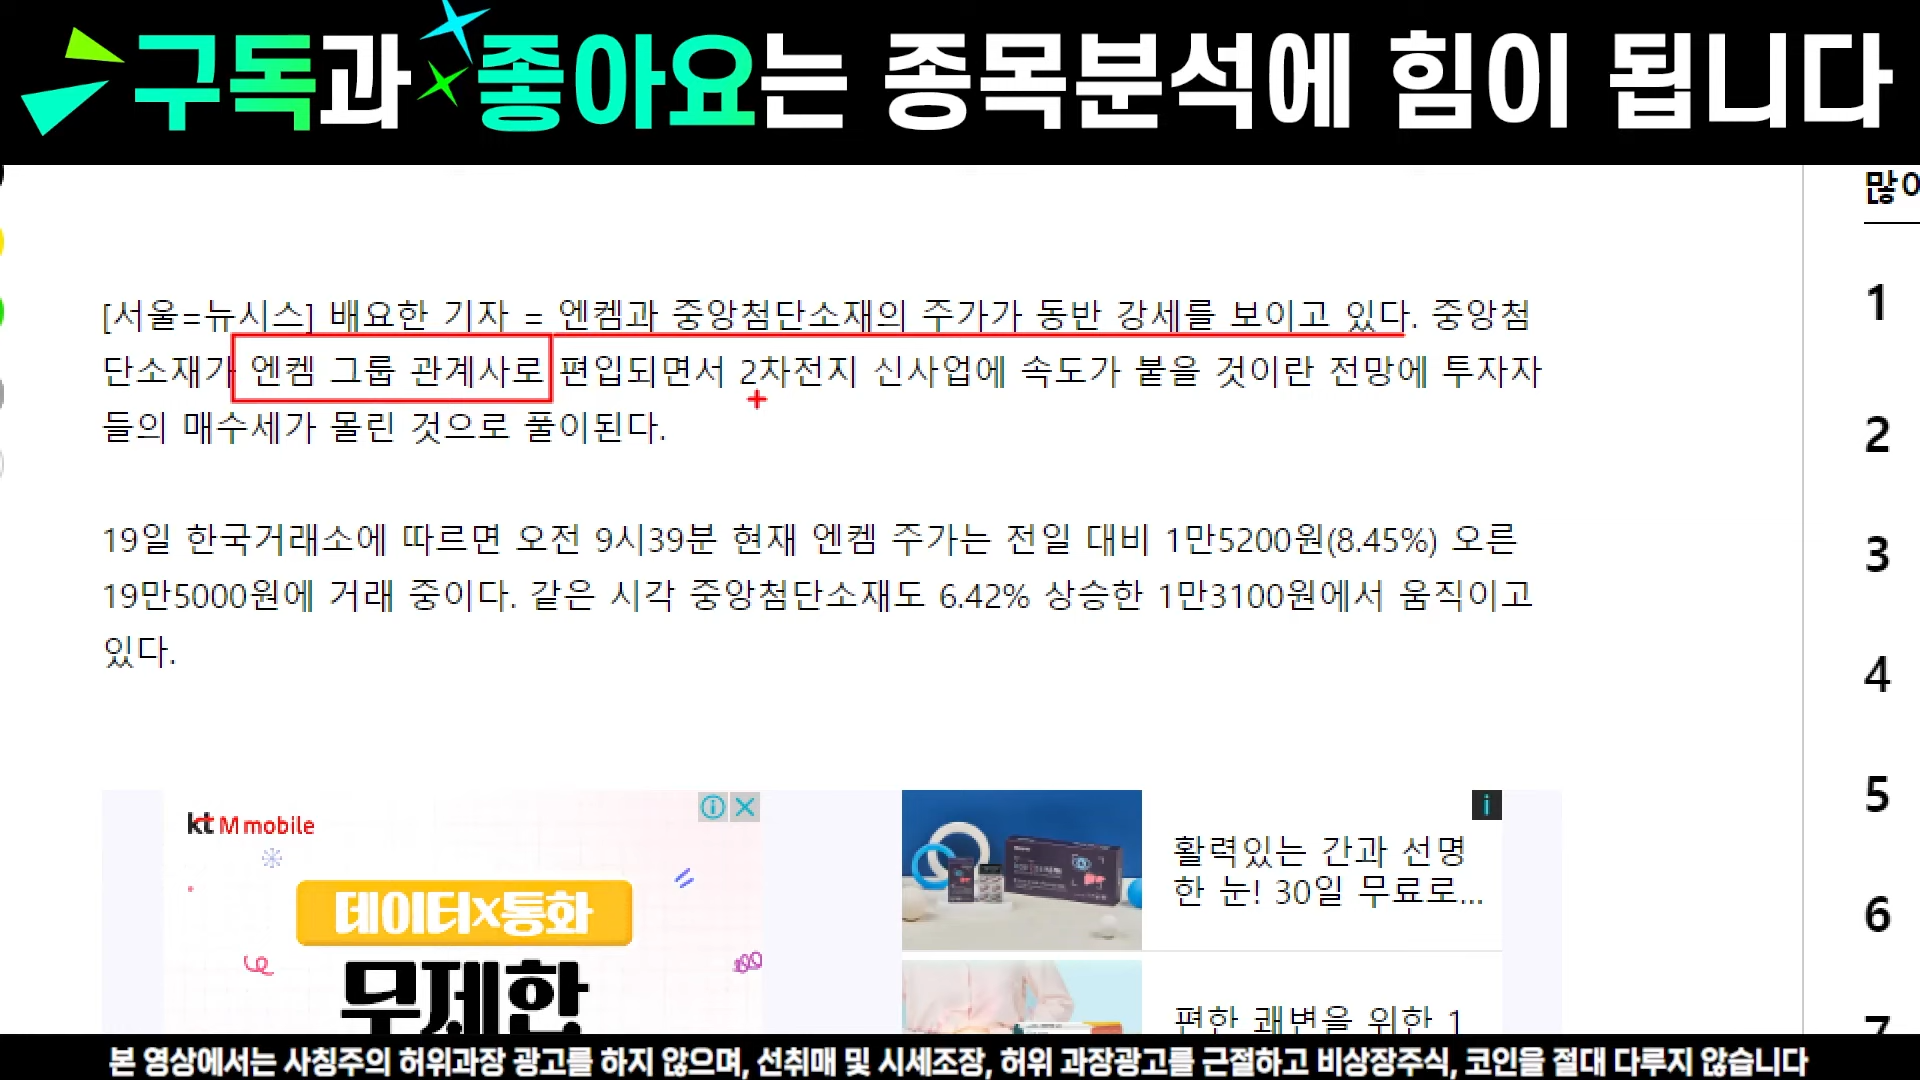 구독과 좋아요는 종목분석에 힘이 됩니다
[서울=뉴시스] 배요한 기자 = 엔켐과 중앙첨단소재의 주가가 동반 강세를 보이고 있다. 중앙첨
단소재가 엔켐 그룹 관계사로 편입되면서 2차전지 신사업에 속도가 붙을 것이란 전망에 투자자
들의 매수세가 몰린 것으로 풀이된다.
19일 한국거래소에 따르면 오전 9시39분 현재 엔켐 주가는 전일 대비 1만5200원(8.45%) 오른
19만5000원에 거래 중이다. 같은 시각 중앙첨단소재도 6.42% 상승한 1만3100원에서 움직이고
있다.
kt M mobile
데이터x통화
무제한
활력있는 간과 선명
한 눈! 30일 무료로...
편한 쾌변을 위한 1
많이
1
2
3
4
5
6
7
본 영상에서는 사칭주의 허위과장 광고를 하지 않으며, 선취매 및 시세조장, 허위 과장광고를 근절하고 비상장주식, 코인을 절대 다루지 않습니다